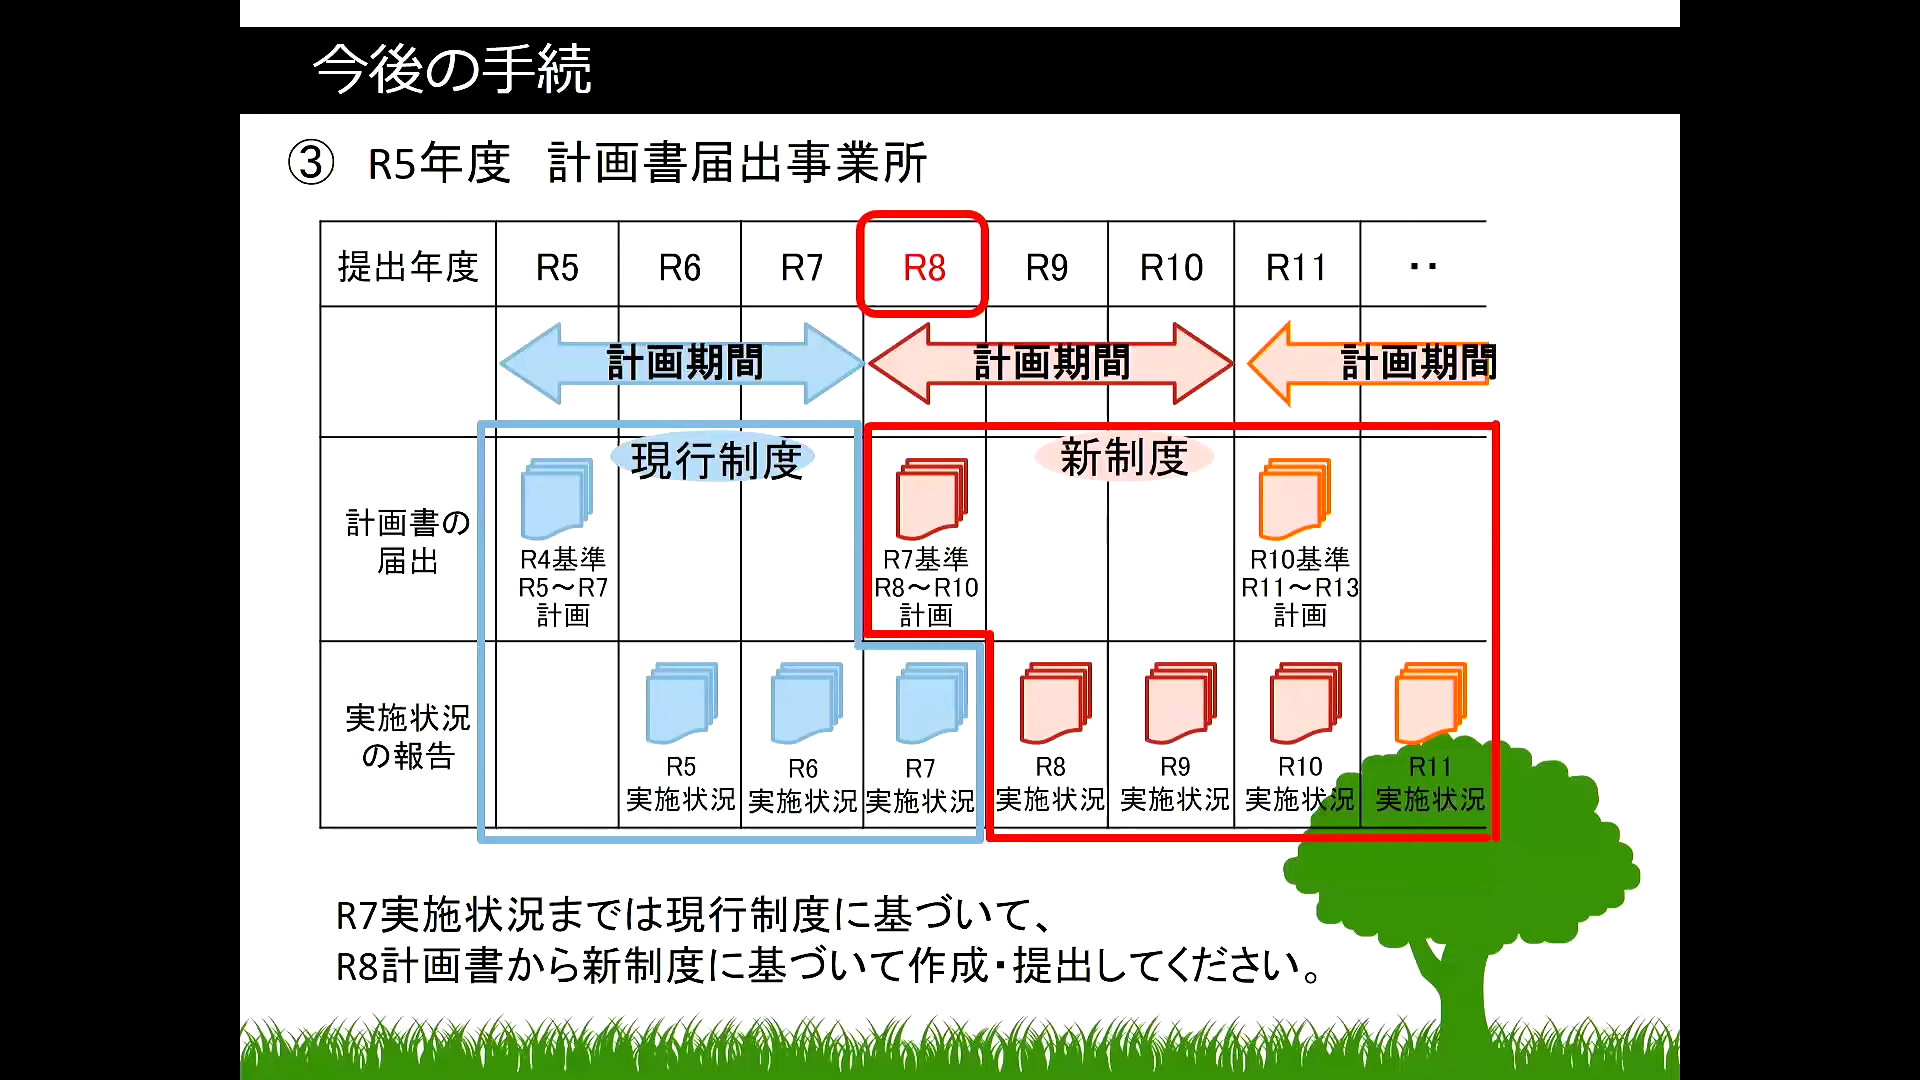 今後の手続
③ R5年度 計画書届出事業所
提出年度 R5 R6 R7 R8 R9 R10 R11 ‥
計画期間 計画期間 計画期間
現行制度 新制度
計画書の
届出
R4基準
R5～R7
計画
R7基準
R8～R10
計画
R10基準
R11～R13
計画
実施状況
の報告
R5
実施状況
R6
実施状況
R7
実施状況
R8
実施状況
R9
実施状況
R10
実施状況
R11
実施状況
R7実施状況までは現行制度に基づいて、
R8計画書から新制度に基づいて作成・提出してください。